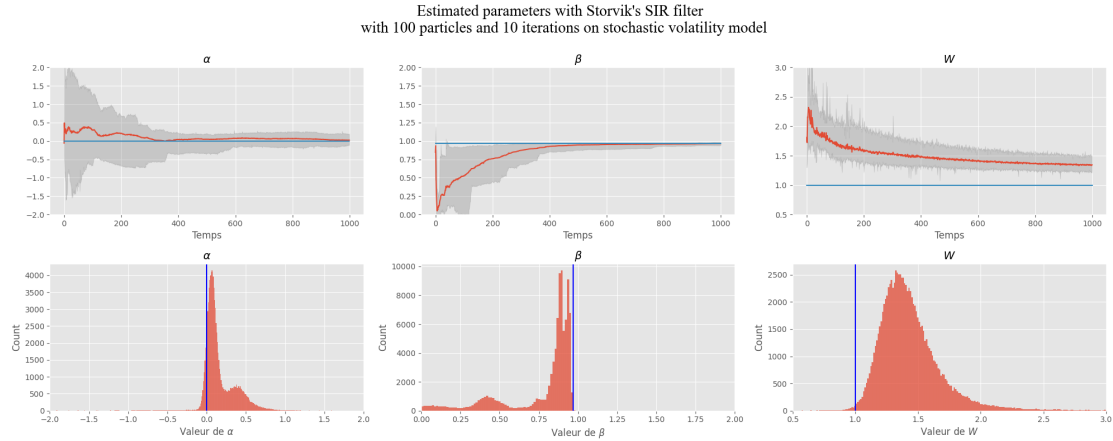 Estimated parameters with Storvik's SIR filter
with 100 particles and 10 iterations on stochastic volatility model
α
β
W
2.0
1.5
1.0
0.5
0.0
−0.5
−1.0
−1.5
−2.0
0 200 400 600 800 1000
Temps
2.00
1.75
1.50
1.25
1.00
0.75
0.50
0.25
0.00
0 200 400 600 800 1000
Temps
3.0
2.5
2.0
1.5
1.0
0.5
0 200 400 600 800 1000
Temps
α
β
W
Count
4000
3500
3000
2500
2000
1500
1000
500
0
−2.0 −1.5 −1.0 −0.5 0.0 0.5 1.0 1.5 2.0
Valeur de α
Count
10000
8000
6000
4000
2000
0
0.00 0.25 0.50 0.75 1.00 1.25 1.50 1.75 2.00
Valeur de β
Count
2500
2000
1500
1000
500
0
0.5 1.0 1.5 2.0 2.5 3.0
Valeur de W